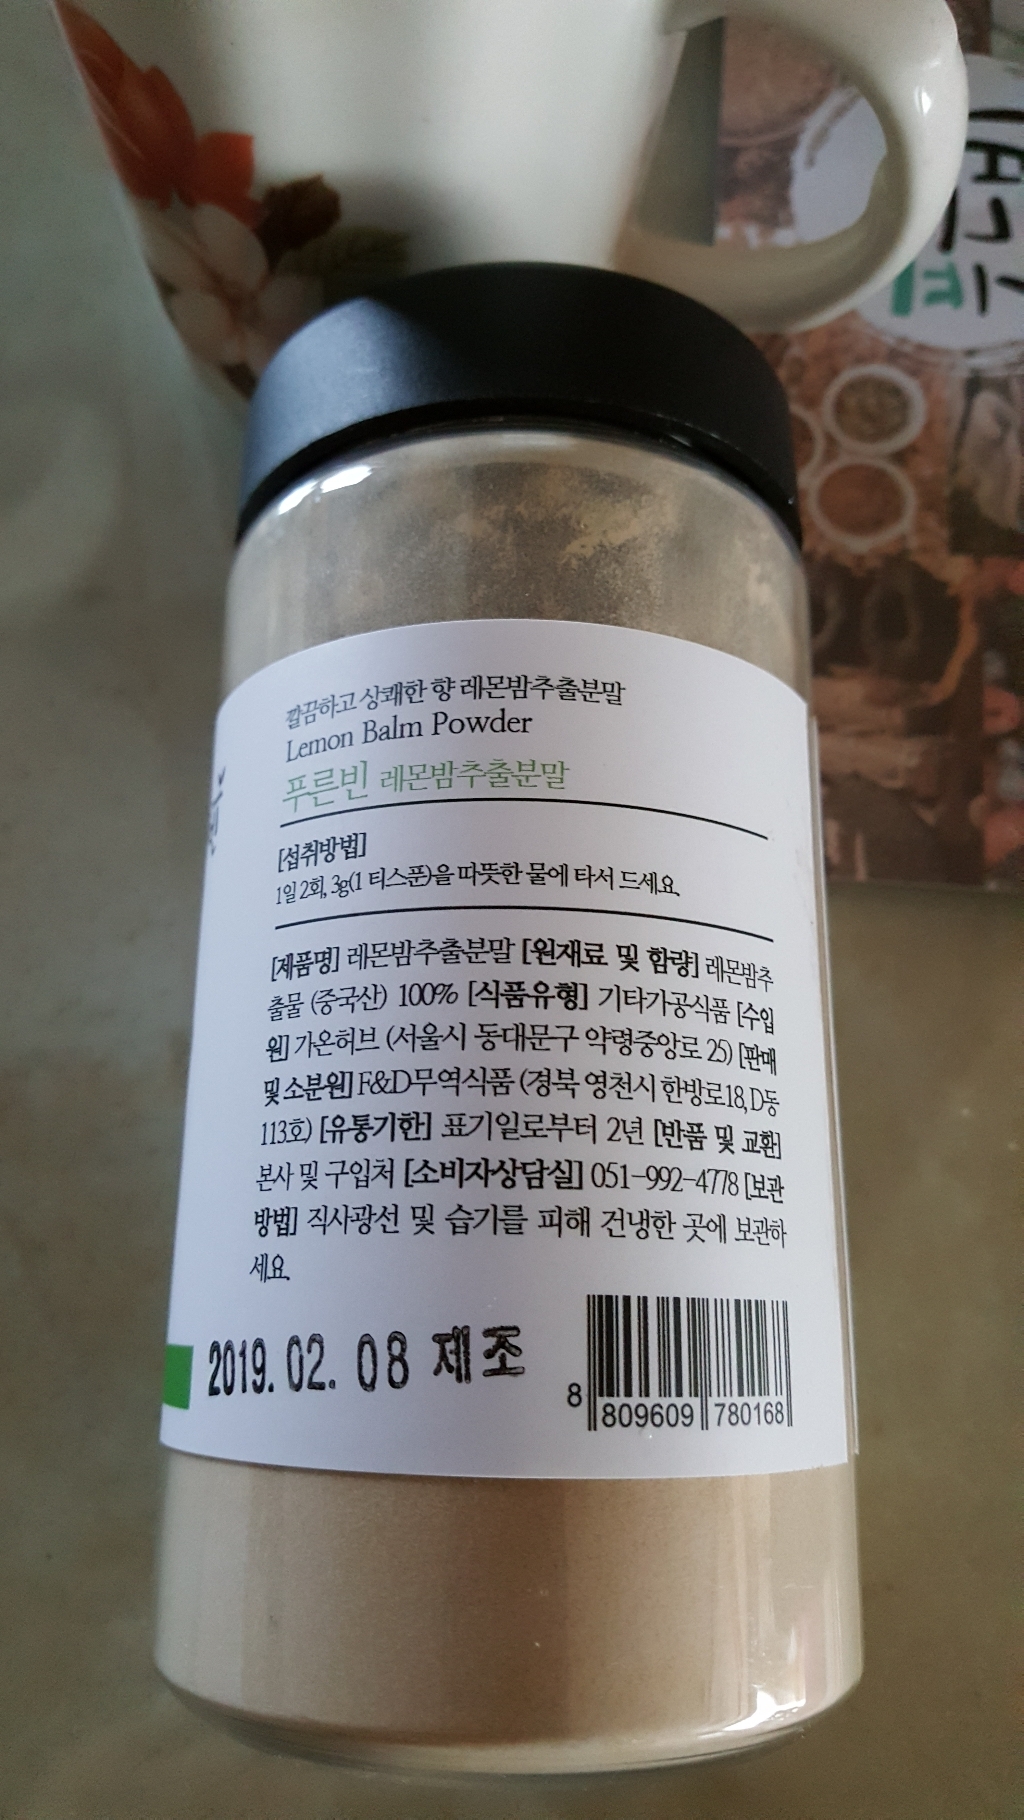 깔끔하고 상쾌한 향 레몬밤추출분말
Lemon Balm Powder
푸른빈 레몬밤추출분말
[섭취방법]
1일 2회, 3g(1 티스푼)을 따뜻한 물에 타서 드세요.
[제품명] 레몬밤추출분말 [원재료 및 함량] 레몬밤추
출물 (중국산) 100% [식품유형] 기타가공식품 [수입
원] 가온허브 (서울시 동대문구 약령중앙로 25) [판매
및 소분원] F&D무역식품 (경북 영천시 한방로18, D동
113호) [유통기한] 표기일로부터 2년 [반품 및 교환]
본사 및 구입처 [소비자상담실] 051-992-4778 [보관
방법] 직사광선 및 습기를 피해 건냉한 곳에 보관하
세요.
2019. 02. 08 제조
8 809609 780168